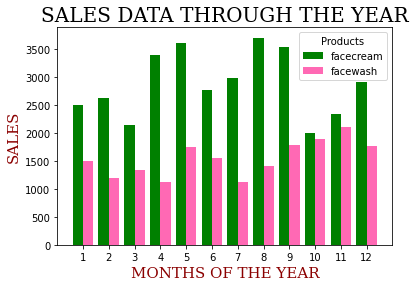 SALES DATA THROUGH THE YEAR
Products
facecream
facewash
3500
3000
2500
2000
1500
1000
500
0
SALES
1 2 3 4 5 6 7 8 9 10 11 12
MONTHS OF THE YEAR